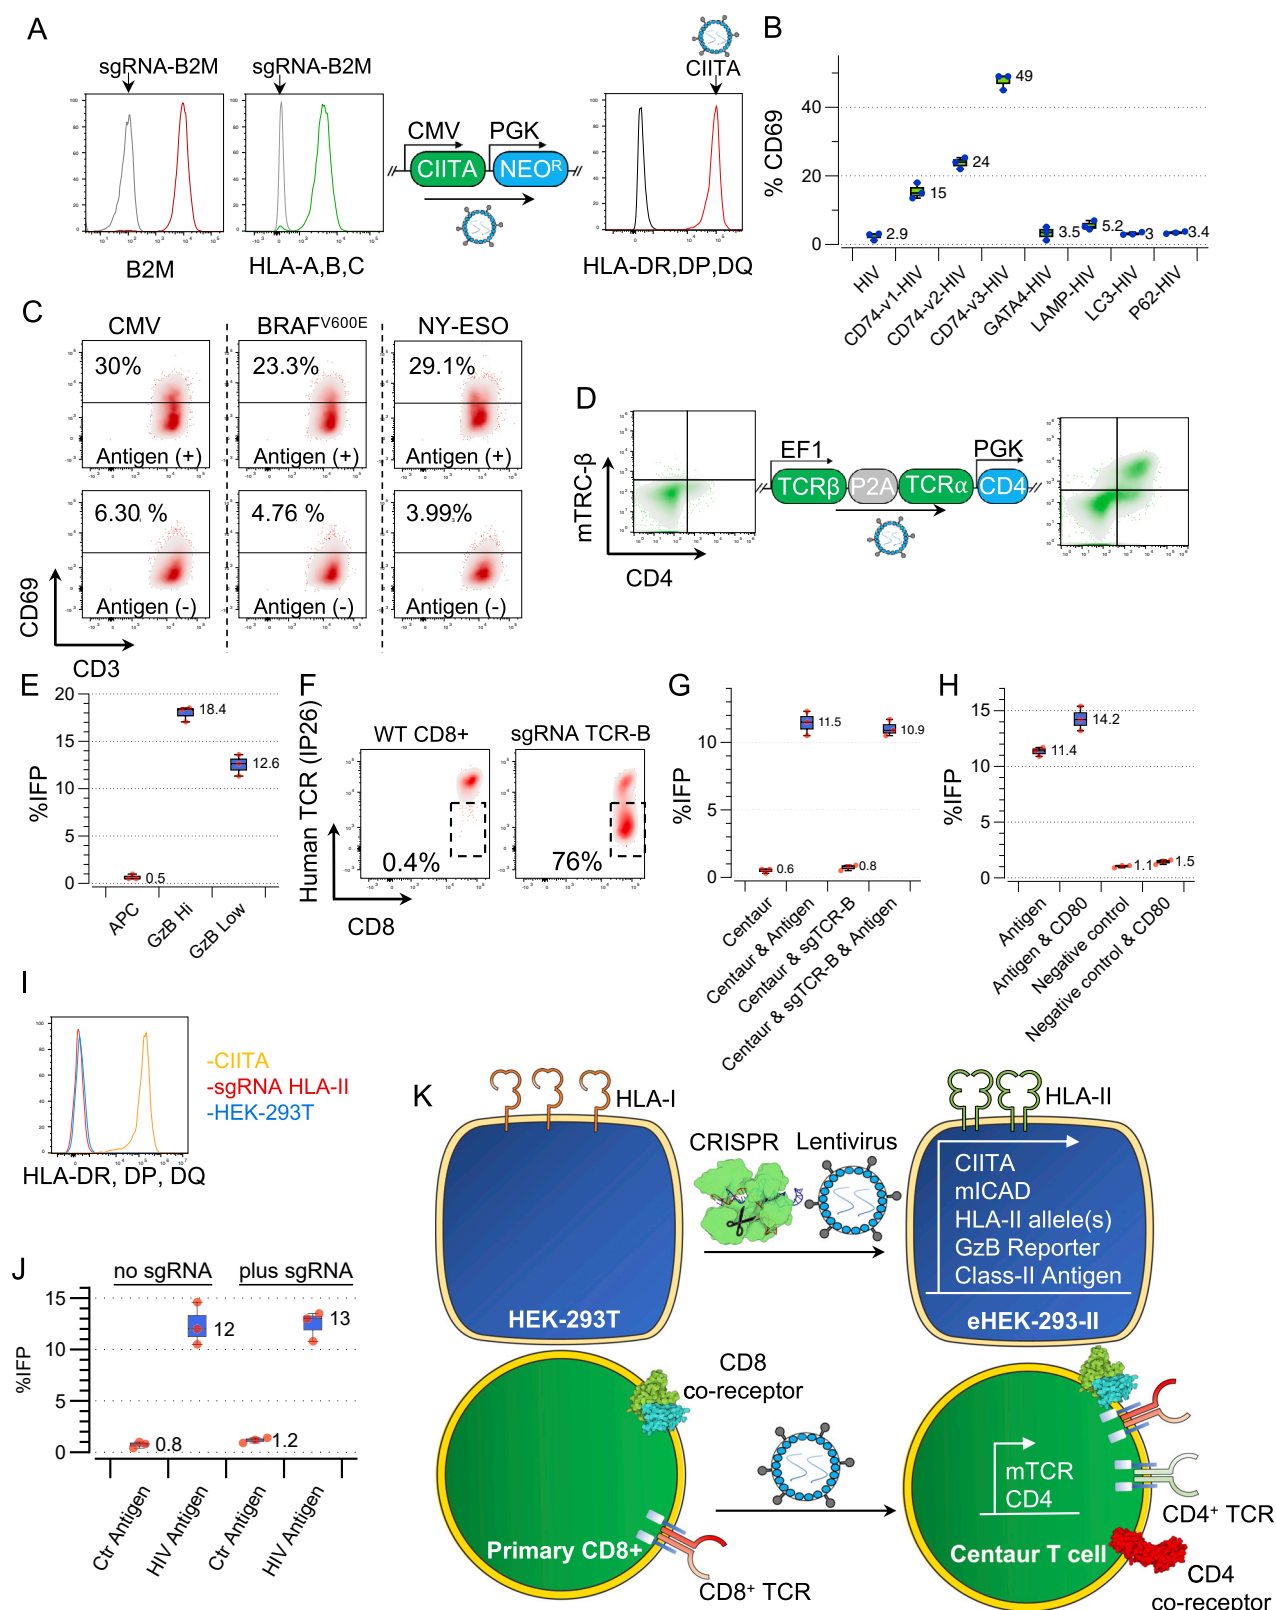 A
sgRNA-B2M
sgRNA-B2M
CIITA
CMV
PGK
CIITA
NEOR
B2M
HLA-A,B,C
HLA-DR,DP,DQ
B
% CD69
40
20
0
2.9
15
24
49
3.5
5.2
3
3.4
HIV
CD74-v1-HIV
CD74-v2-HIV
CD74-v3-HIV
GATA4-HIV
LAMP-HIV
LC3-HIV
P62-HIV
C
CMV
BRAFV600E
NY-ESO
30%
23.3%
29.1%
Antigen (+)
Antigen (+)
Antigen (+)
6.30 %
4.76 %
3.99%
Antigen (-)
Antigen (-)
Antigen (-)
CD69
CD3
D
mTRC-β
CD4
EF1
PGK
TCRβ
P2A
TCRα
CD4
E
%IFP
20
15
10
5
0
0.5
18.4
12.6
APC
GzB Hi
GzB Low
F
Human TCR (IP26)
WT CD8+
sgRNA TCR-B
0.4%
76%
CD8
G
%IFP
10
5
0
0.6
11.5
0.8
10.9
Centaur
Centaur & Antigen
Centaur & sgTCR-B
Centaur & sgTCR-B & Antigen
H
%IFP
15
10
5
0
11.4
14.2
1.1
1.5
Antigen
Antigen & CD80
Negative control
Negative control & CD80
I
-CIITA
-sgRNA HLA-II
-HEK-293T
HLA-DR, DP, DQ
J
no sgRNA
plus sgRNA
%IFP
15
10
5
0
0.8
12
1.2
13
Ctr Antigen
HIV Antigen
Ctr Antigen
HIV Antigen
K
HLA-I
CRISPR
Lentivirus
HLA-II
CIITA
mICAD
HLA-II allele(s)
GzB Reporter
Class-II Antigen
HEK-293T
eHEK-293-II
CD8
co-receptor
mTCR
CD4
Primary CD8+
CD8+ TCR
Centaur T cell
CD4+ TCR
CD4
co-receptor